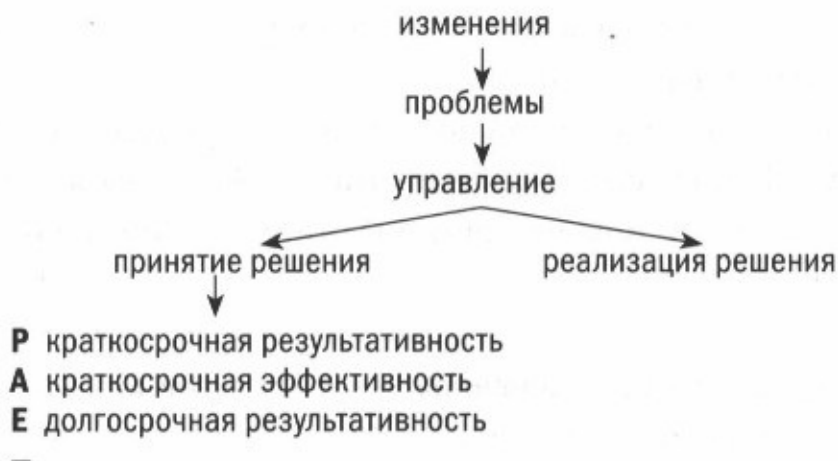 изменения
проблемы
управление
принятие решения реализация решения
P краткосрочная результативность
A краткосрочная эффективность
E долгосрочная результативность